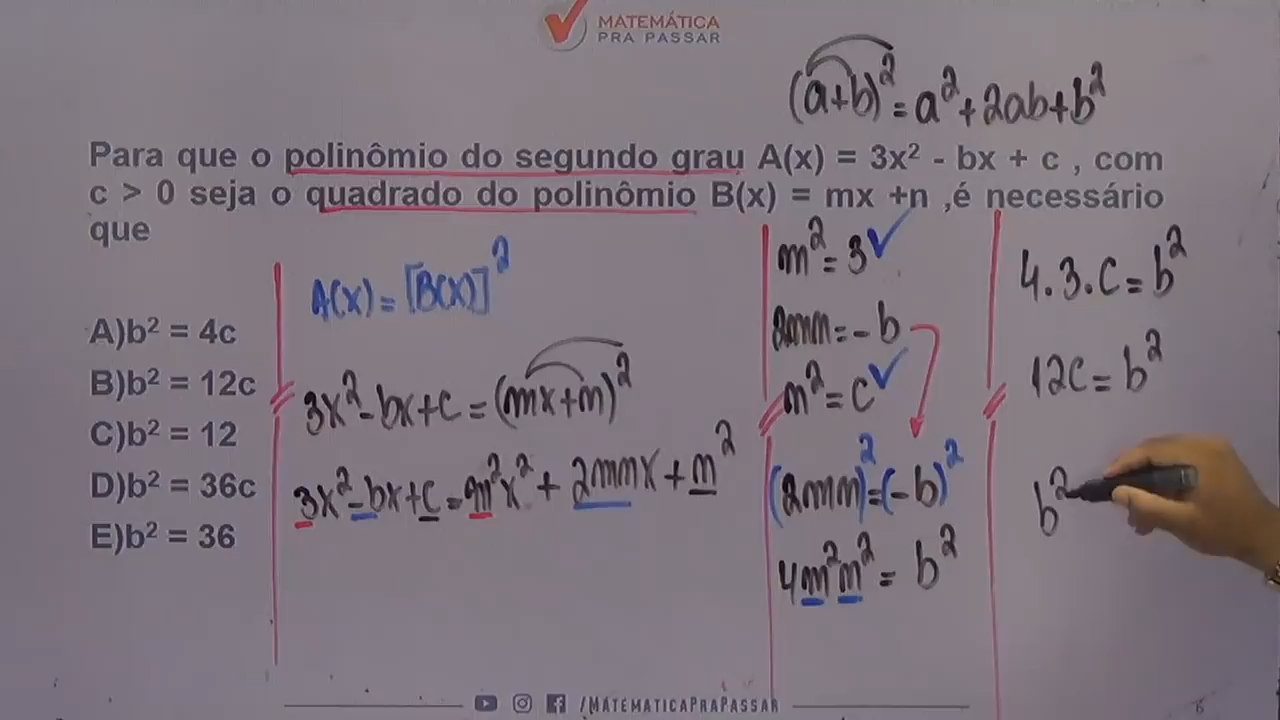 MATEMÁTICA
PRA PASSAR
(a+b)² = a² + 2ab + b²
Para que o polinômio do segundo grau A(x) = 3x² - bx + c , com
c > 0 seja o quadrado do polinômio B(x) = mx +n ,é necessário
que
A)b² = 4c
B)b² = 12c
C)b² = 12
D)b² = 36c
E)b² = 36
A(x) = [B(x)]²
3x² - bx + c = (mx+n)²
3x² - bx + c = m²x² + 2mnx + n²
m² = 3 ✓
2mn = -b
n² = c ✓
(2mn)² = (-b)²
4m²n² = b²
4.3.c = b²
12c = b²
b²
/MATEMATICAPRAPASSAR
6